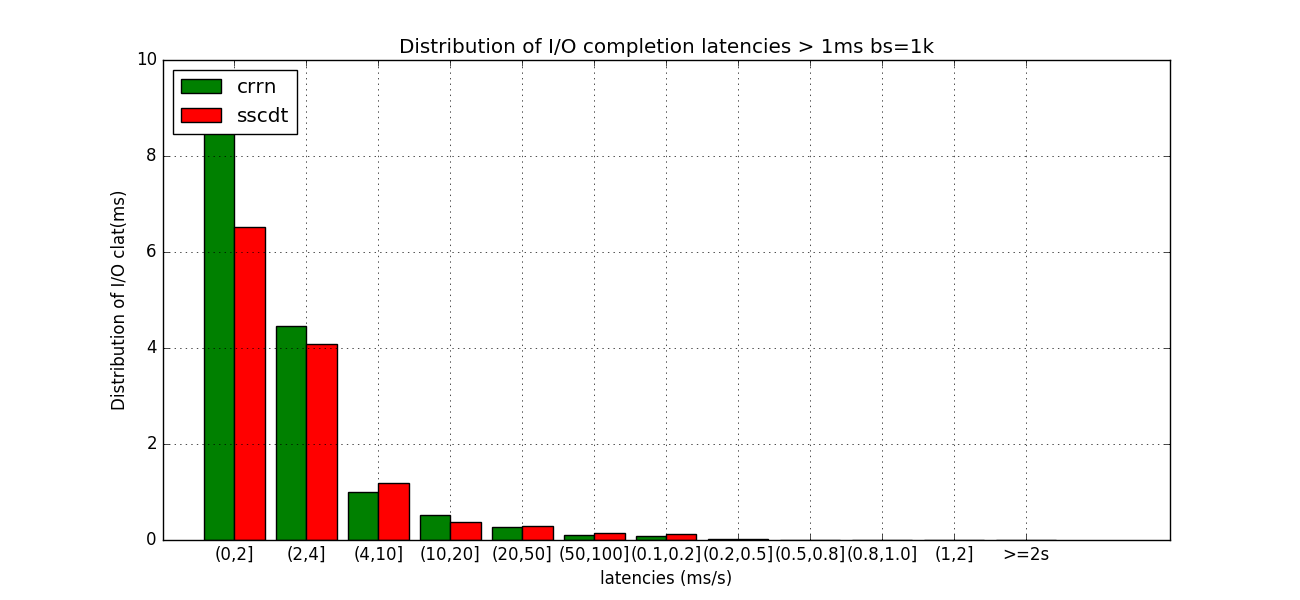 Distribution of I/O completion latencies > 1ms bs=1k
10
8
6
4
2
0
Distribution of I/O clat(ms)
crrn
sscdt
(0,2] (2,4] (4,10] (10,20] (20,50] (50,100] (0.1,0.2] (0.2,0.5] (0.5,0.8] (0.8,1.0] (1,2] >=2s
latencies (ms/s)